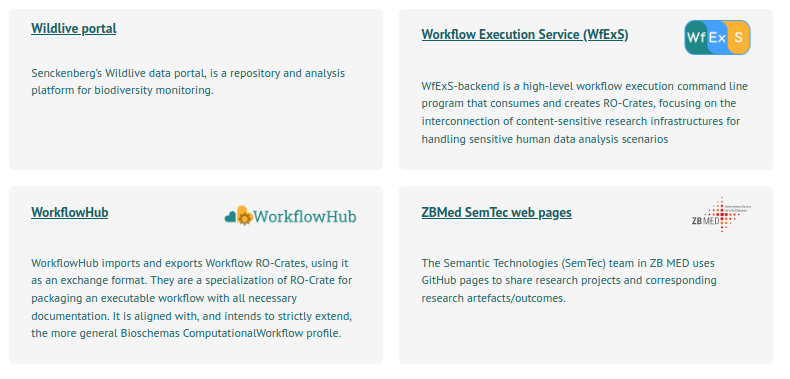 Wildlive portal
Senckenberg's Wildlive data portal, is a repository and analysis
platform for biodiversity monitoring.
Workflow Execution Service (WfExS)
Wf Ex S
WfExS-backend is a high-level workflow execution command line
program that consumes and creates RO-Crates, focusing on the
interconnection of content-sensitive research infrastructures for
handling sensitive human data analysis scenarios
WorkflowHub
WorkflowHub
WorkflowHub imports and exports Workflow RO-Crates, using it
as an exchange format. They are a specialization of RO-Crate for
packaging an executable workflow with all necessary
documentation. It is aligned with, and intends to strictly extend,
the more general Bioschemas ComputationalWorkflow profile.
ZBMed SemTec web pages
ZB MED
The Semantic Technologies (SemTec) team in ZB MED uses
GitHub pages to share research projects and corresponding
research artefacts/outcomes.